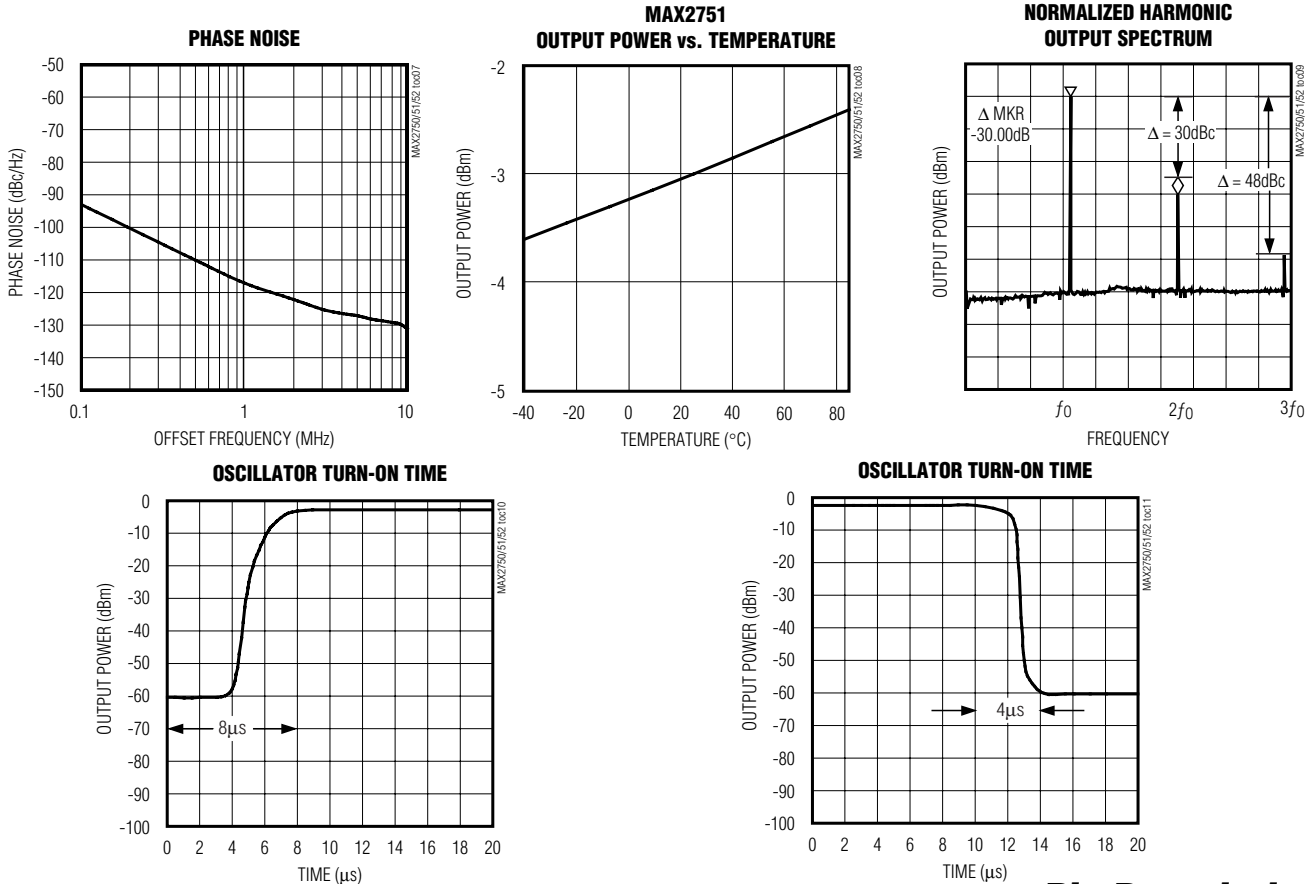 PHASE NOISE
-50
-60
-70
-80
-90
-100
-110
-120
-130
-140
-150
0.1
1
10
PHASE NOISE (dBc/Hz)
OFFSET FREQUENCY (MHz)
MAX2750/51/52 toc07
MAX2751
OUTPUT POWER vs. TEMPERATURE
-2
-3
-4
-5
-40
-20
0
20
40
60
80
OUTPUT POWER (dBm)
TEMPERATURE (°C)
MAX2750/51/52 toc08
NORMALIZED HARMONIC
OUTPUT SPECTRUM
Δ MKR
-30.00dB
Δ = 30dBc
Δ = 48dBc
OUTPUT POWER (dBm)
f0
2f0
3f0
FREQUENCY
MAX2750/51/52 toc09
OSCILLATOR TURN-ON TIME
0
-10
-20
-30
-40
-50
-60
-70
-80
-90
-100
8μs
0
2
4
6
8
10
12
14
16
18
20
OUTPUT POWER (dBm)
TIME (μs)
MAX2750/51/52 toc10
OSCILLATOR TURN-ON TIME
0
-10
-20
-30
-40
-50
-60
-70
-80
-90
-100
4μs
0
2
4
6
8
10
12
14
16
18
20
OUTPUT POWER (dBm)
TIME (μs)
MAX2750/51/52 toc11